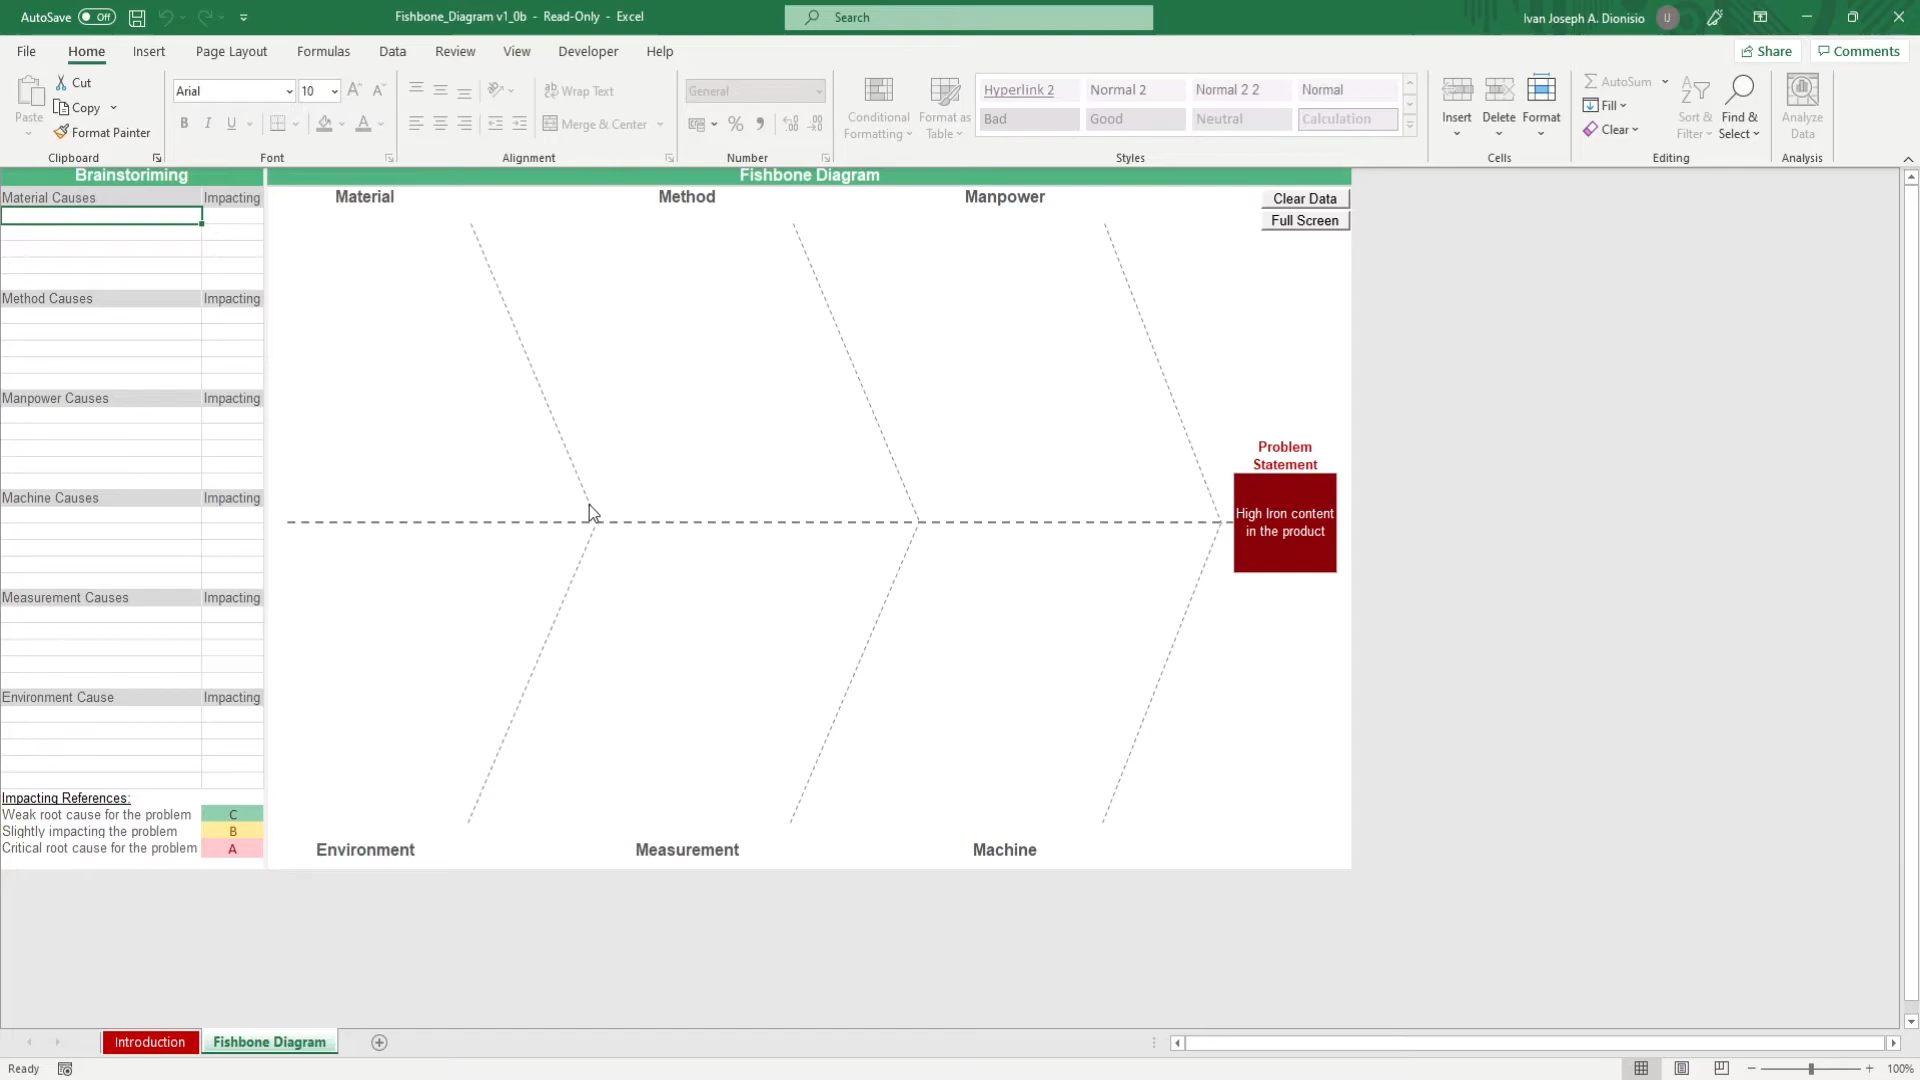 AutoSave Off Fishbone_Diagram v1_0b - Read-Only - Excel Search Ivan Joseph A. Dionisio IJ
File Home Insert Page Layout Formulas Data Review View Developer Help Share Comments
Paste
Cut
Copy
Format Painter
Clipboard
Arial 10
B I U
Font
Wrap Text
Merge & Center
Alignment
General
Number
Conditional Formatting
Format as Table
Hyperlink 2 Normal 2 Normal 2 2 Normal
Bad Good Neutral Calculation
Styles
Insert Delete Format
Cells
AutoSum
Fill
Clear
Sort & Filter
Find & Select
Editing
Analyze Data
Analysis
Brainstoriming
Material Causes Impacting
Method Causes Impacting
Manpower Causes Impacting
Machine Causes Impacting
Measurement Causes Impacting
Environment Cause Impacting
Impacting References:
Weak root cause for the problem C
Slightly impacting the problem B
Critical root cause for the problem A
Fishbone Diagram
Material Method Manpower
Clear Data
Full Screen
Problem
Statement
High Iron content
in the product
Environment Measurement Machine
Introduction Fishbone Diagram
Ready 100%